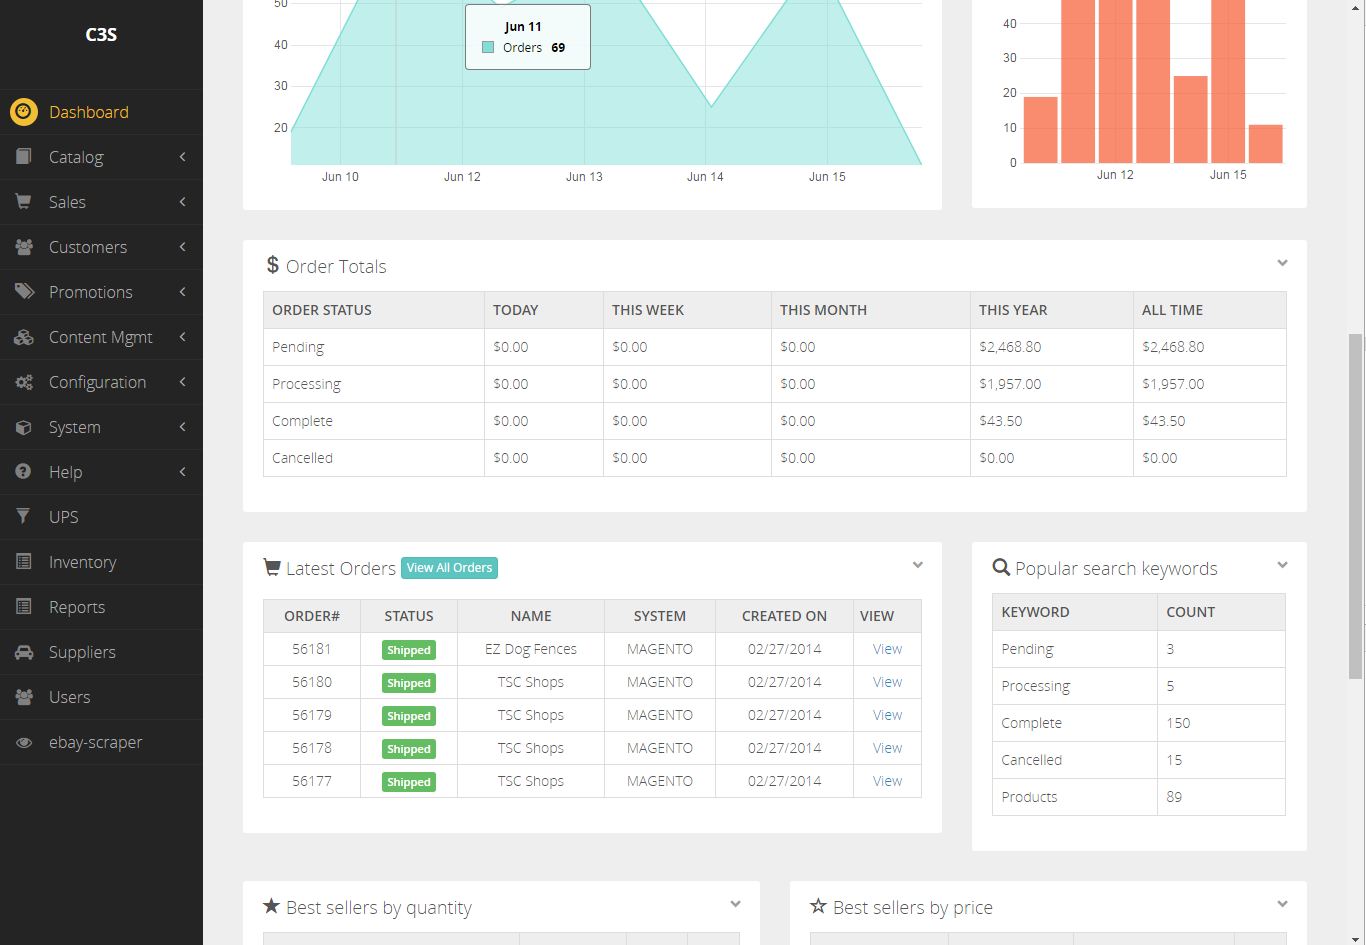 C3S
Dashboard
Catalog
Sales
Customers
Promotions
Content Mgmt
Configuration
System
Help
UPS
Inventory
Reports
Suppliers
Users
ebay-scraper
50
40
30
20
Jun 11
Orders 69
Jun 10 Jun 12 Jun 13 Jun 14 Jun 15
40
30
20
10
0
Jun 12 Jun 15
$ Order Totals
ORDER STATUS TODAY THIS WEEK THIS MONTH THIS YEAR ALL TIME
Pending $0.00 $0.00 $0.00 $2,468.80 $2,468.80
Processing $0.00 $0.00 $0.00 $1,957.00 $1,957.00
Complete $0.00 $0.00 $0.00 $43.50 $43.50
Cancelled $0.00 $0.00 $0.00 $0.00 $0.00
Latest Orders View All Orders
ORDER# STATUS NAME SYSTEM CREATED ON VIEW
56181 Shipped EZ Dog Fences MAGENTO 02/27/2014 View
56180 Shipped TSC Shops MAGENTO 02/27/2014 View
56179 Shipped TSC Shops MAGENTO 02/27/2014 View
56178 Shipped TSC Shops MAGENTO 02/27/2014 View
56177 Shipped TSC Shops MAGENTO 02/27/2014 View
Popular search keywords
KEYWORD COUNT
Pending 3
Processing 5
Complete 150
Cancelled 15
Products 89
Best sellers by quantity
Best sellers by price